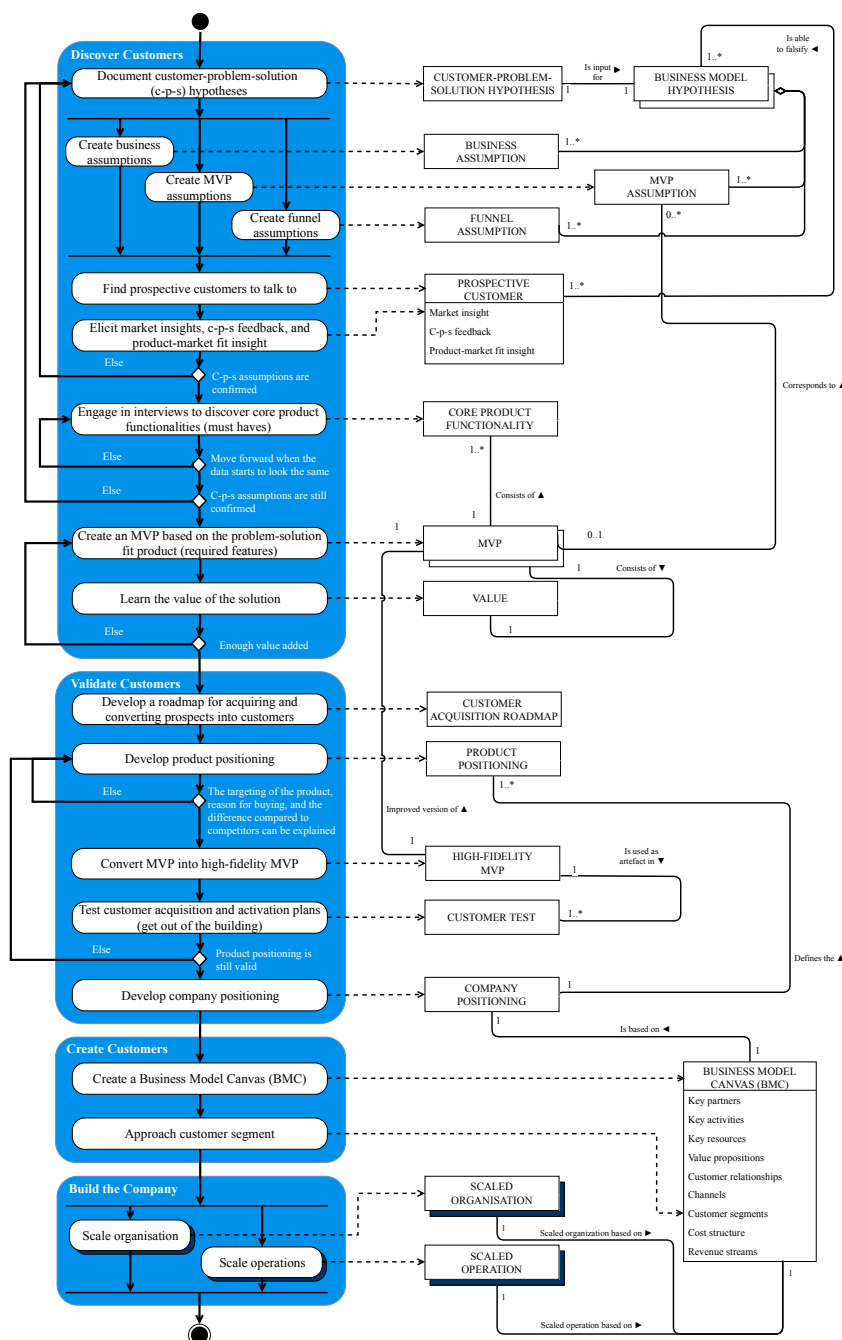 Discover Customers
Document customer-problem-solution
(c-p-s) hypotheses
Create business
assumptions
Create MVP
assumptions
Create funnel
assumptions
Find prospective customers to talk to
Elicit market insights, c-p-s feedback, and
product-market fit insight
Else
C-p-s assumptions are
confirmed
Engage in interviews to discover core product
functionalities (must haves)
Else
Move forward when the
data starts to look the same
Else
C-p-s assumptions are still
confirmed
Create an MVP based on the problem-solution
fit product (required features)
Learn the value of the solution
Else
Enough value added
Validate Customers
Develop a roadmap for acquiring and
converting prospects into customers
Develop product positioning
Else
The targeting of the product,
reason for buying, and the
difference compared to
competitors can be explained
Convert MVP into high-fidelity MVP
Test customer acquisition and activation plans
(get out of the building)
Else
Product positioning is
still valid
Develop company positioning
Create Customers
Create a Business Model Canvas (BMC)
Approach customer segment
Build the Company
Scale organisation
Scale operations
CUSTOMER-PROBLEM-
SOLUTION HYPOTHESIS
1
Is input
for
1
BUSINESS MODEL
HYPOTHESIS
1..*
Is able
to falsify ◄
BUSINESS
ASSUMPTION
1..*
MVP
ASSUMPTION
1..*
0..*
FUNNEL
ASSUMPTION
1..*
PROSPECTIVE
CUSTOMER
1..*
Market insight
C-p-s feedback
Product-market fit insight
Corresponds to ▲
CORE PRODUCT
FUNCTIONALITY
1..*
Consists of ▲
1
1
MVP
0..1
1
Consists of ▼
VALUE
1
CUSTOMER
ACQUISITION ROADMAP
PRODUCT
POSITIONING
1..*
Improved version of ▲
1
HIGH-FIDELITY
MVP
1
Is used as
artefact in ▼
CUSTOMER TEST
1..*
Defines the ▲
COMPANY
POSITIONING
1
1
Is based on ◄
1
BUSINESS MODEL
CANVAS (BMC)
Key partners
Key activities
Key resources
Value propositions
Customer relationships
Channels
Customer segments
Cost structure
Revenue streams
1
SCALED
ORGANISATION
1
Scaled organization based on ►
SCALED
OPERATION
1
Scaled operation based on ►